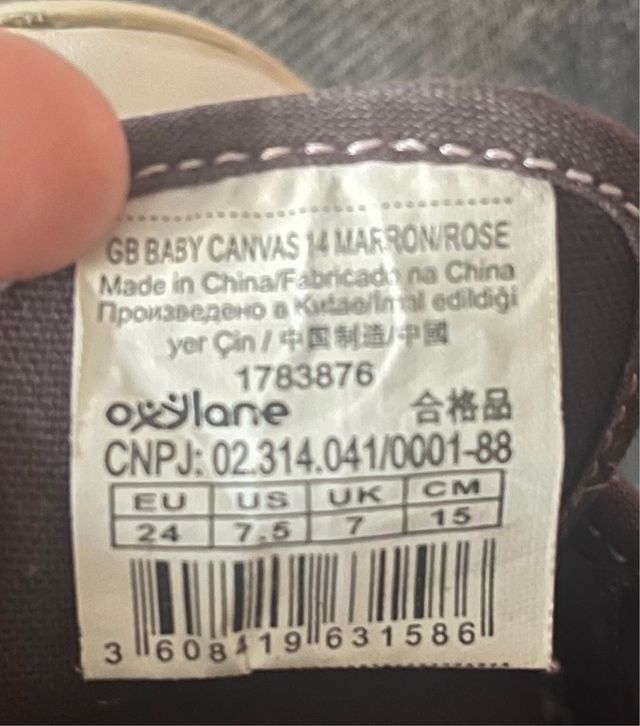 GB BABY CANVAS 14 MARRON/ROSE
Made in China/Fabricado na China
Произведено в Китае/Imal edildiği
yer Çin / 中国制造/中國
1783876
oxylane 合格品
CNPJ: 02.314.041/0001-88
EU US UK CM
24 7.5 7 15
3 608419 631586